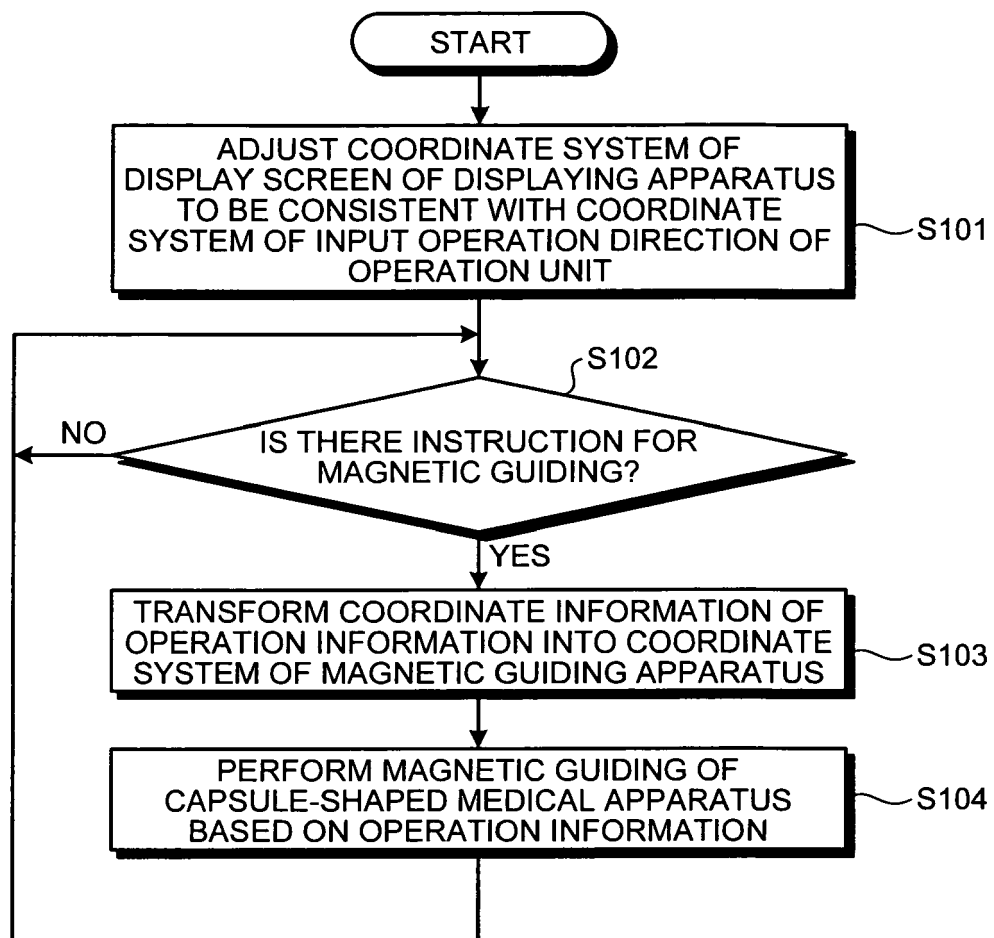 START
ADJUST COORDINATE SYSTEM OF
DISPLAY SCREEN OF DISPLAYING APPARATUS
TO BE CONSISTENT WITH COORDINATE
SYSTEM OF INPUT OPERATION DIRECTION OF
OPERATION UNIT
S101
S102
NO
IS THERE INSTRUCTION FOR
MAGNETIC GUIDING?
YES
TRANSFORM COORDINATE INFORMATION OF
OPERATION INFORMATION INTO COORDINATE
SYSTEM OF MAGNETIC GUIDING APPARATUS
S103
PERFORM MAGNETIC GUIDING OF
CAPSULE-SHAPED MEDICAL APPARATUS
BASED ON OPERATION INFORMATION
S104